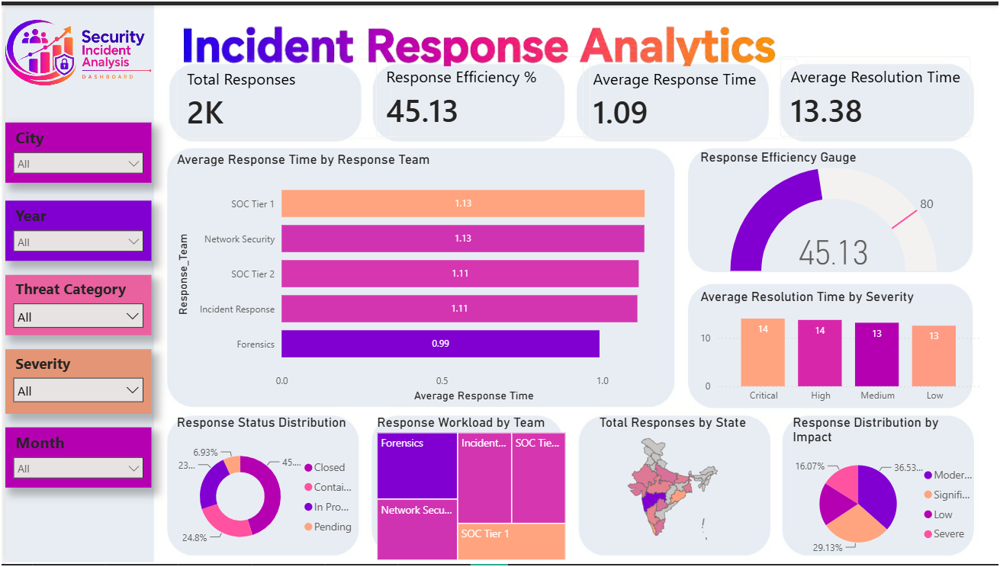 Security
Incident
Analysis
DASHBOARD
Incident Response Analytics
Total Responses
2K
Response Efficiency %
45.13
Average Response Time
1.09
Average Resolution Time
13.38
City
All
Year
All
Threat Category
All
Severity
All
Month
All
Average Response Time by Response Team
Response_Team
SOC Tier 1
1.13
Network Security
1.13
SOC Tier 2
1.11
Incident Response
1.11
Forensics
0.99
0.0
0.5
1.0
Average Response Time
Response Efficiency Gauge
80
45.13
Average Resolution Time by Severity
10
0
14
14
13
13
Critical
High
Medium
Low
Response Status Distribution
6.93%
23...
45....
24.8%
Closed
Contai...
In Pro...
Pending
Response Workload by Team
Forensics
Incident...
SOC Tie...
Network Secu...
SOC Tier 1
Total Responses by State
Response Distribution by
Impact
16.07%
36.53...
29.13%
Moder...
Signifi...
Low
Severe